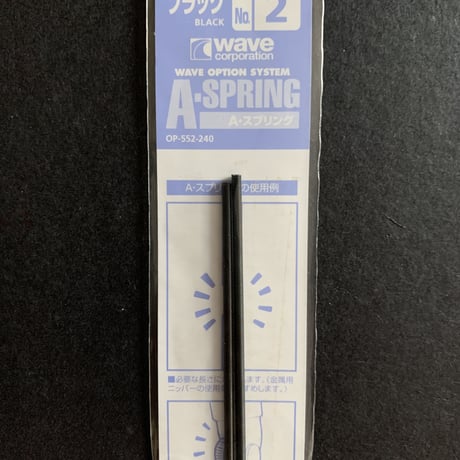 ブラック
BLACK
No. 2
wave
corporation
WAVE OPTION SYSTEM
A·SPRING
A・スプリング
OP-552-240
A・スプリ の使用例
■必要な長さに します。(金属用
ニッパーの使用 すめします。)